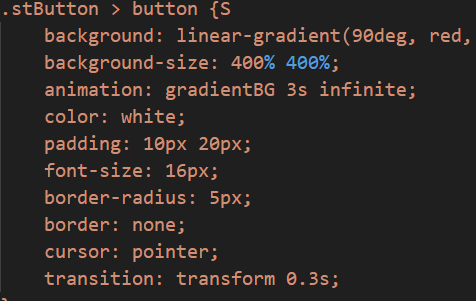 .stButton > button {S
background: linear-gradient(90deg, red,
background-size: 400% 400%;
animation: gradientBG 3s infinite;
color: white;
padding: 10px 20px;
font-size: 16px;
border-radius: 5px;
border: none;
cursor: pointer;
transition: transform 0.3s;